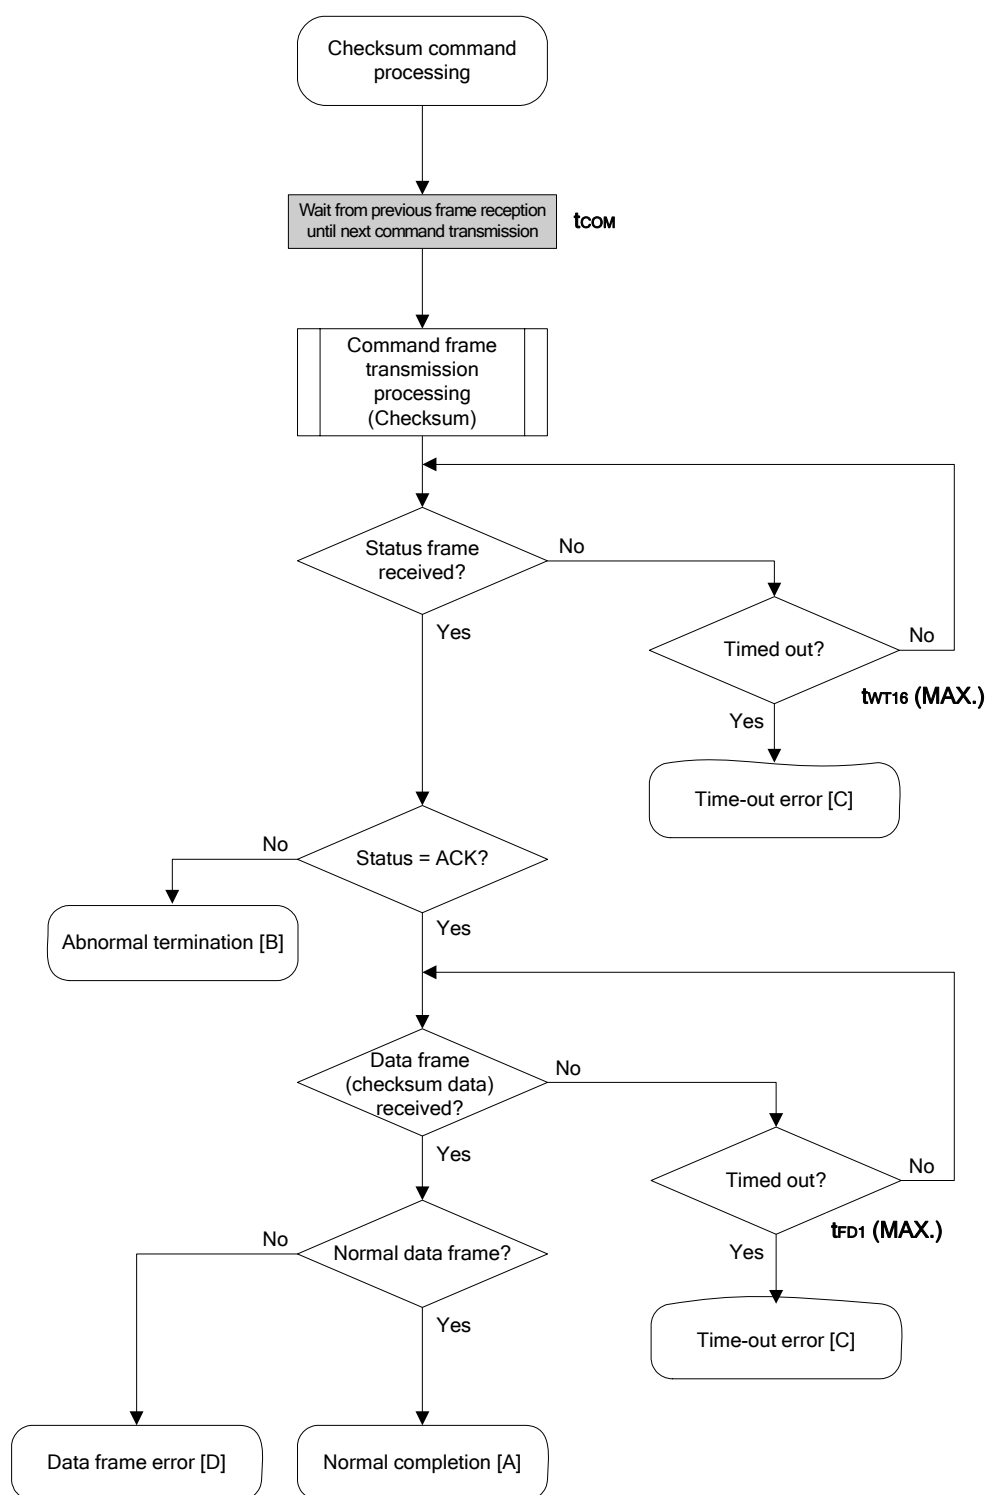 Checksum command
processing
Wait from previous frame reception
until next command transmission
tCOM
Command frame
transmission
processing
(Checksum)
Status frame
received?
No
Yes
Timed out?
No
tWT16 (MAX.)
Yes
Time-out error [C]
Status = ACK?
No
Abnormal termination [B]
Yes
Data frame
(checksum data)
received?
No
Yes
Timed out?
No
tFD1 (MAX.)
Yes
Time-out error [C]
Normal data frame?
No
Yes
Data frame error [D]
Normal completion [A]